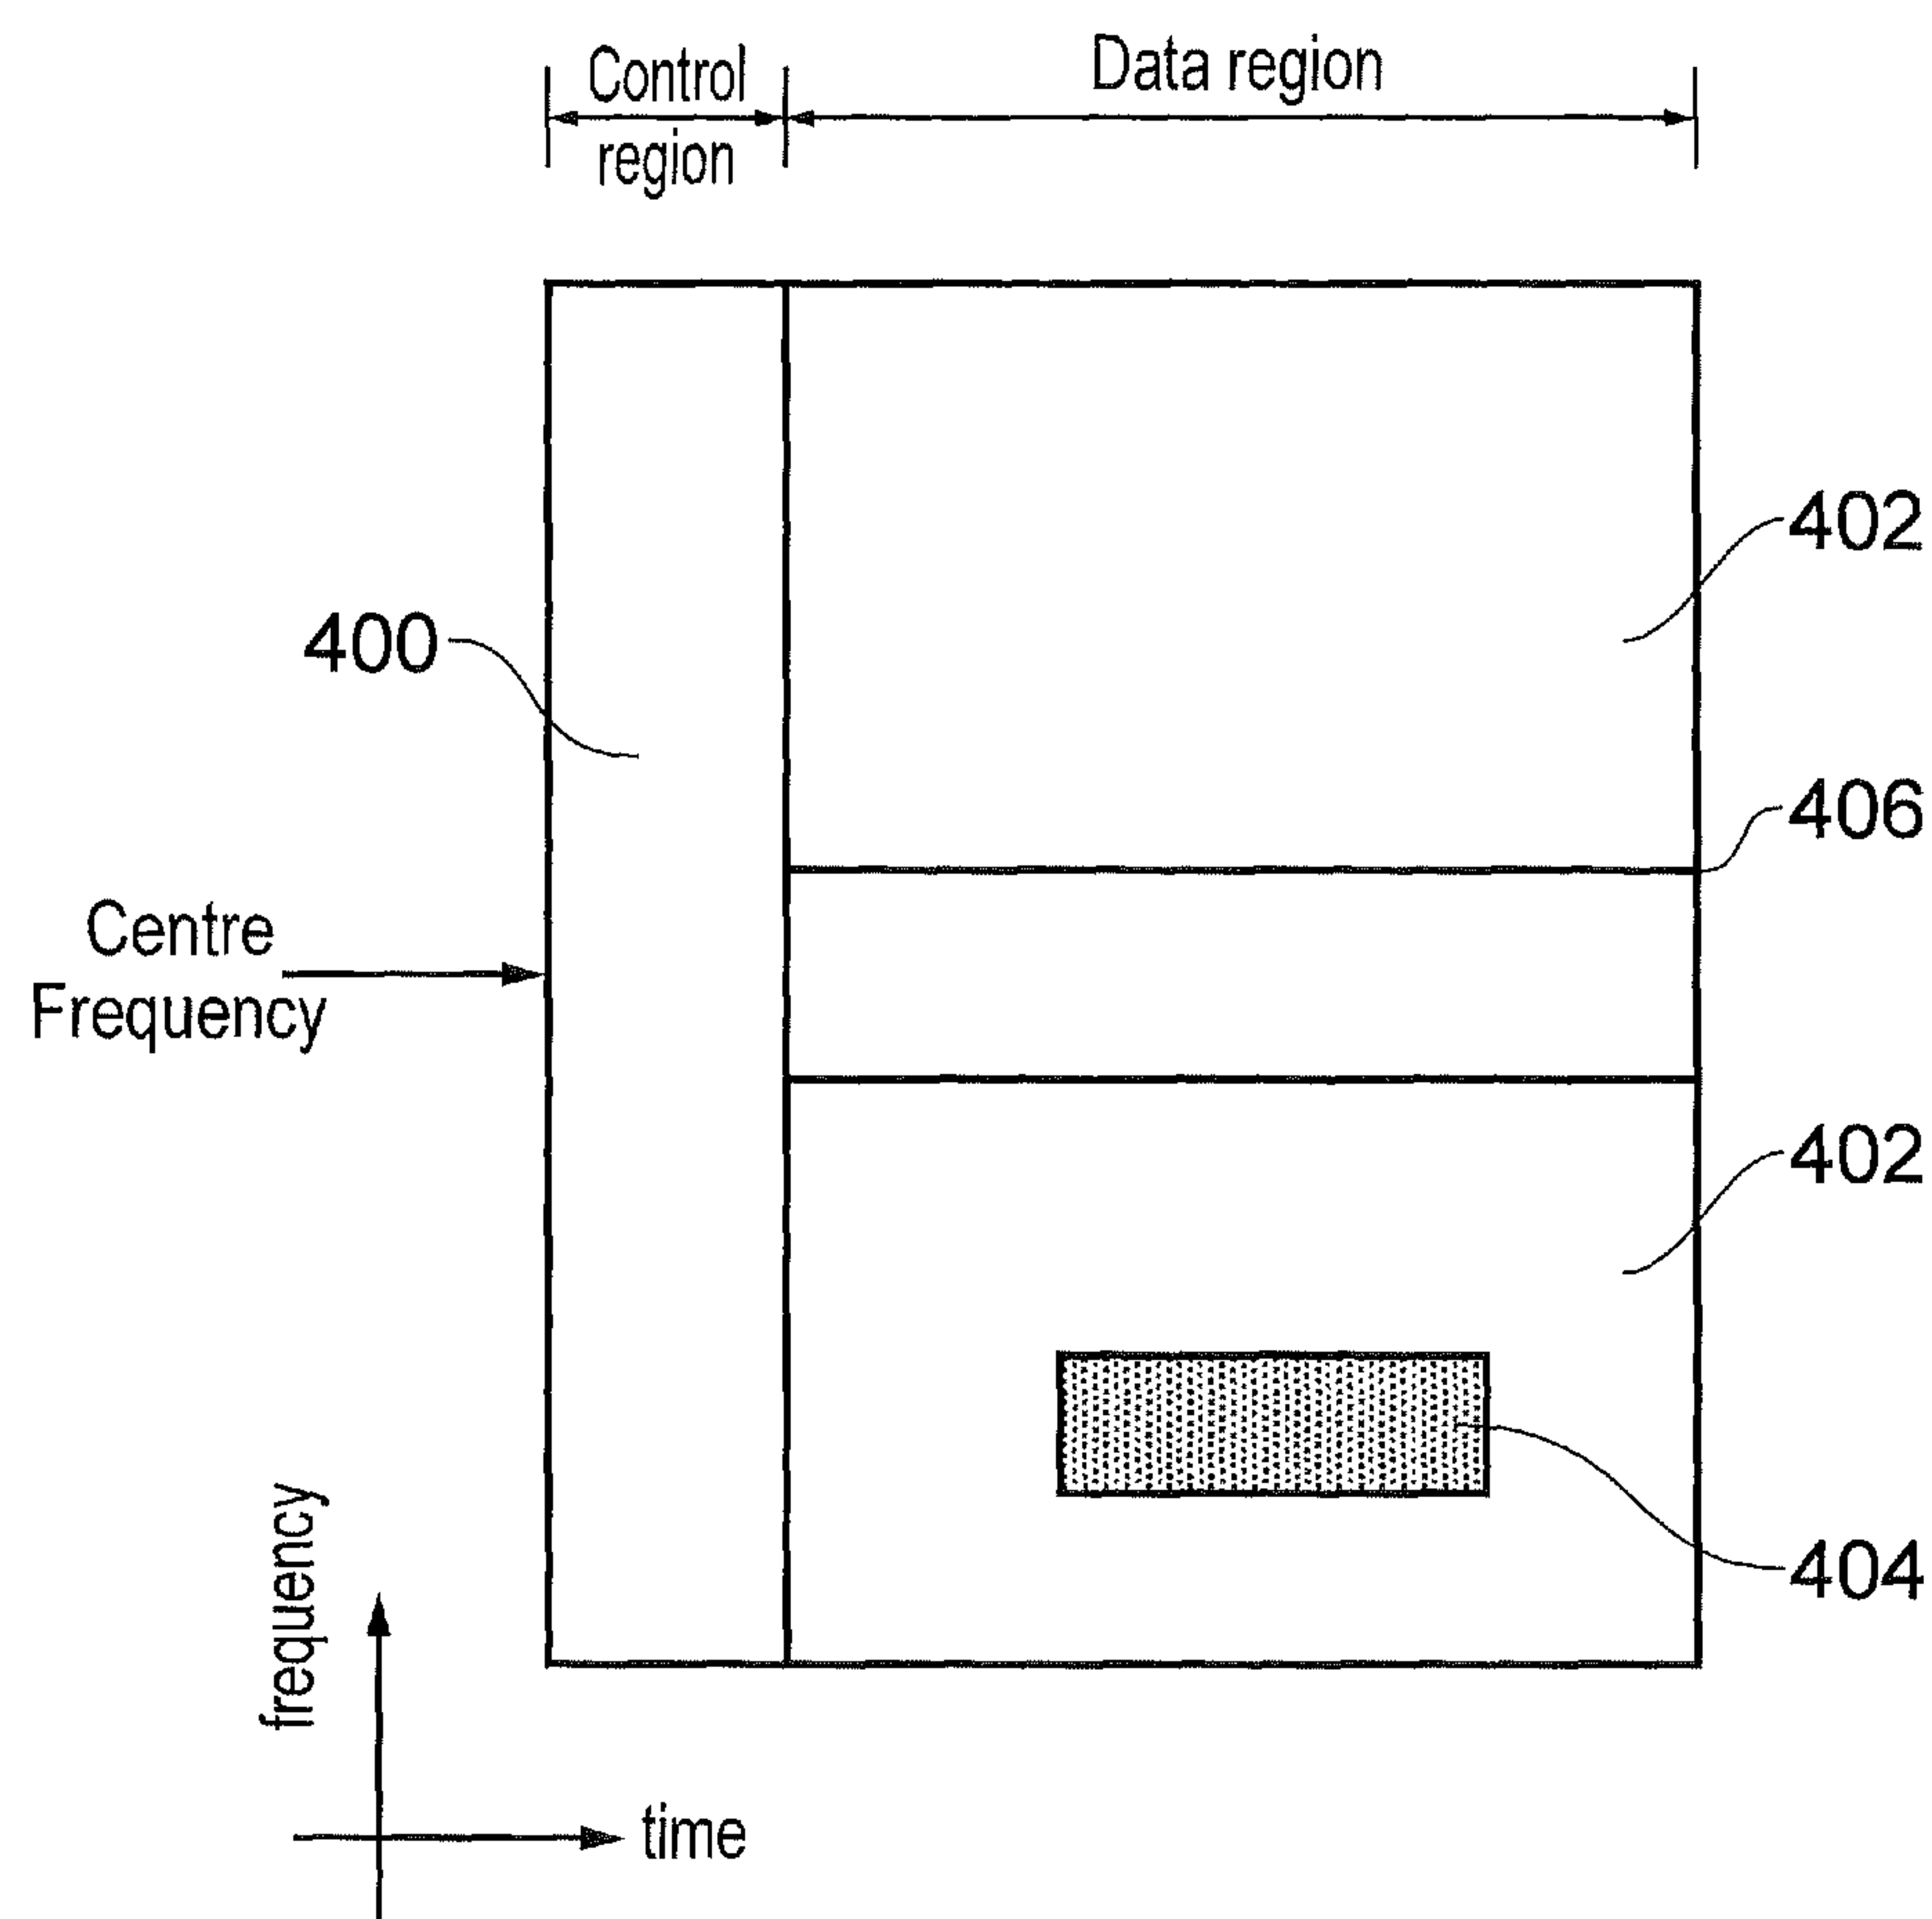 Control
region
Data region
402
400
406
Centre
Frequency
402
404
frequency
time